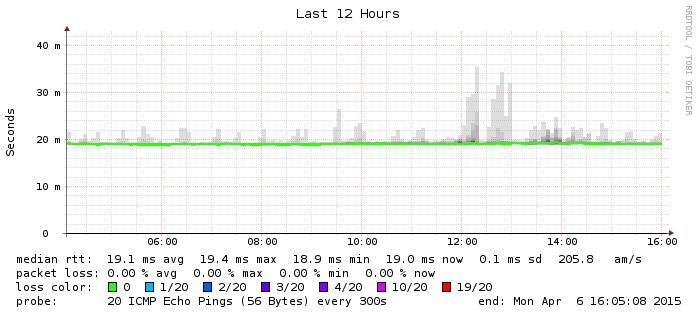 Last 12 Hours
RRDTOOL / TOBI OETIKER
Seconds
40 m
30 m
20 m
10 m
0
06:00 08:00 10:00 12:00 14:00 16:00
median rtt: 19.1 ms avg 19.4 ms max 18.9 ms min 19.0 ms now 0.1 ms sd 205.8 am/s
packet loss: 0.00 % avg 0.00 % max 0.00 % min 0.00 % now
loss color: 0 1/20 2/20 3/20 4/20 10/20 19/20
probe: 20 ICMP Echo Pings (56 Bytes) every 300s end: Mon Apr 6 16:05:08 2015